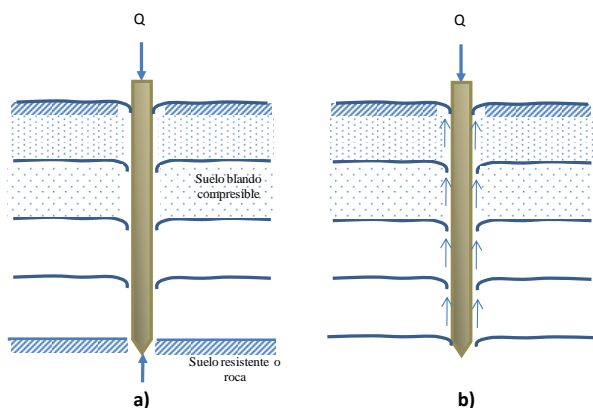 Q
Q
Suelo blando
compresible
Suelo resistente o
roca
a)
b)